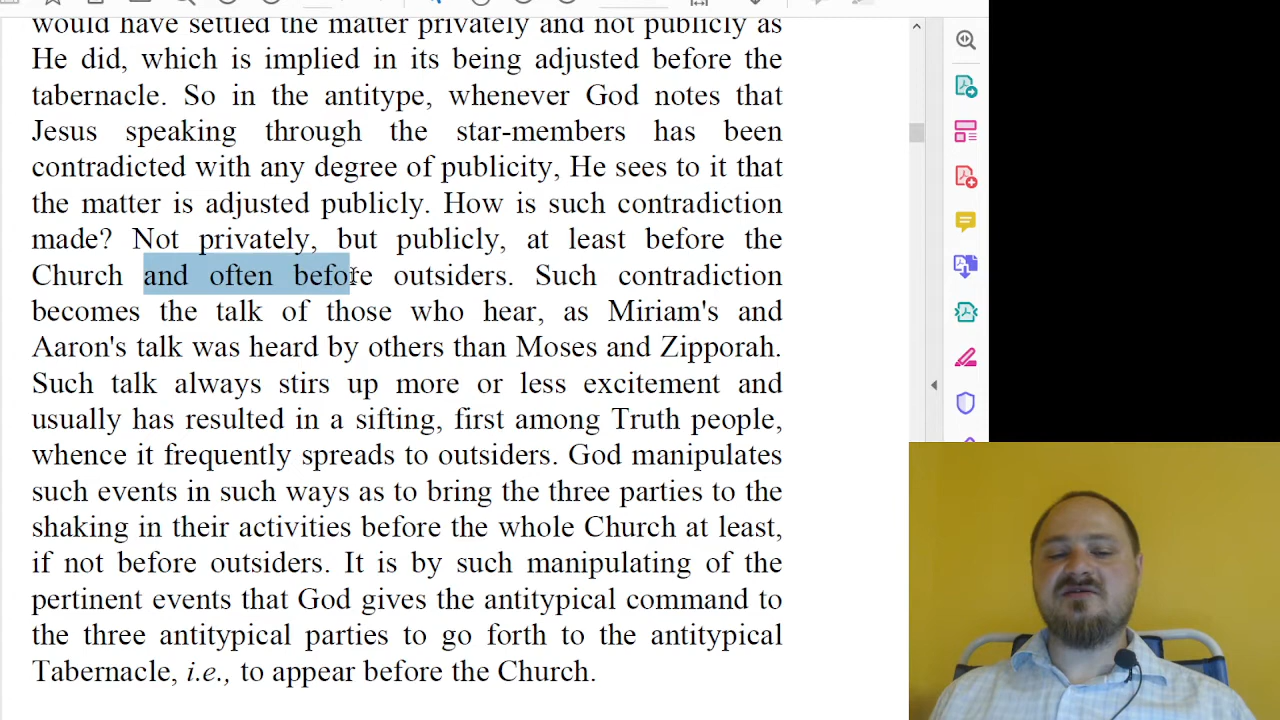 would have settled the matter privately and not publicly as
He did, which is implied in its being adjusted before the
tabernacle. So in the antitype, whenever God notes that
Jesus speaking through the star-members has been
contradicted with any degree of publicity, He sees to it that
the matter is adjusted publicly. How is such contradiction
made? Not privately, but publicly, at least before the
Church and often before outsiders. Such contradiction
becomes the talk of those who hear, as Miriam's and
Aaron's talk was heard by others than Moses and Zipporah.
Such talk always stirs up more or less excitement and
usually has resulted in a sifting, first among Truth people,
whence it frequently spreads to outsiders. God manipulates
such events in such ways as to bring the three parties to the
shaking in their activities before the whole Church at least,
if not before outsiders. It is by such manipulating of the
pertinent events that God gives the antitypical command to
the three antitypical parties to go forth to the antitypical
Tabernacle, i.e., to appear before the Church.